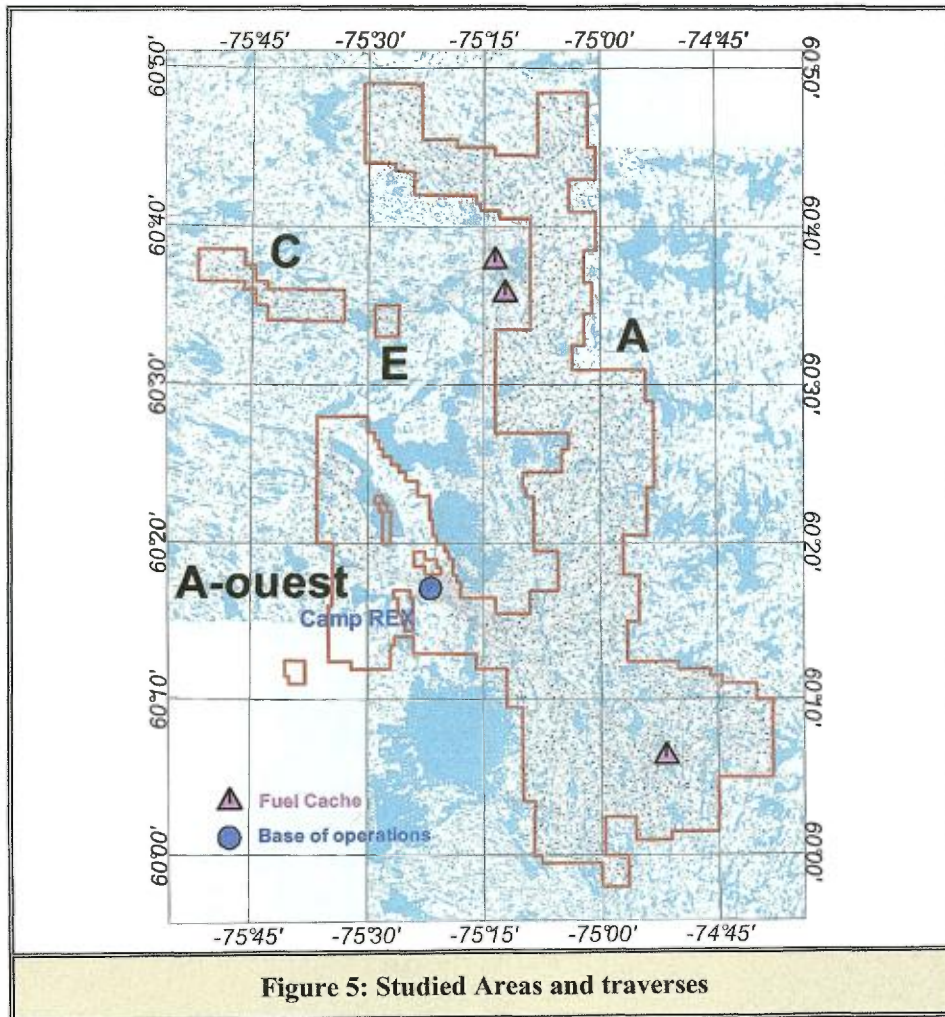 -75°45' -75°30' -75°15' -75°00' -74°45'
60°50' 60°50'
60°40' 60°40'
C
A
E
60°30' 60°30'
60°20' 60°20'
A-ouest
Camp REX
60°10' 60°10'
Fuel Cache
Base of operations
60°00' 60°00'
-75°45' -75°30' -75°15' -75°00' -74°45'
Figure 5: Studied Areas and traverses